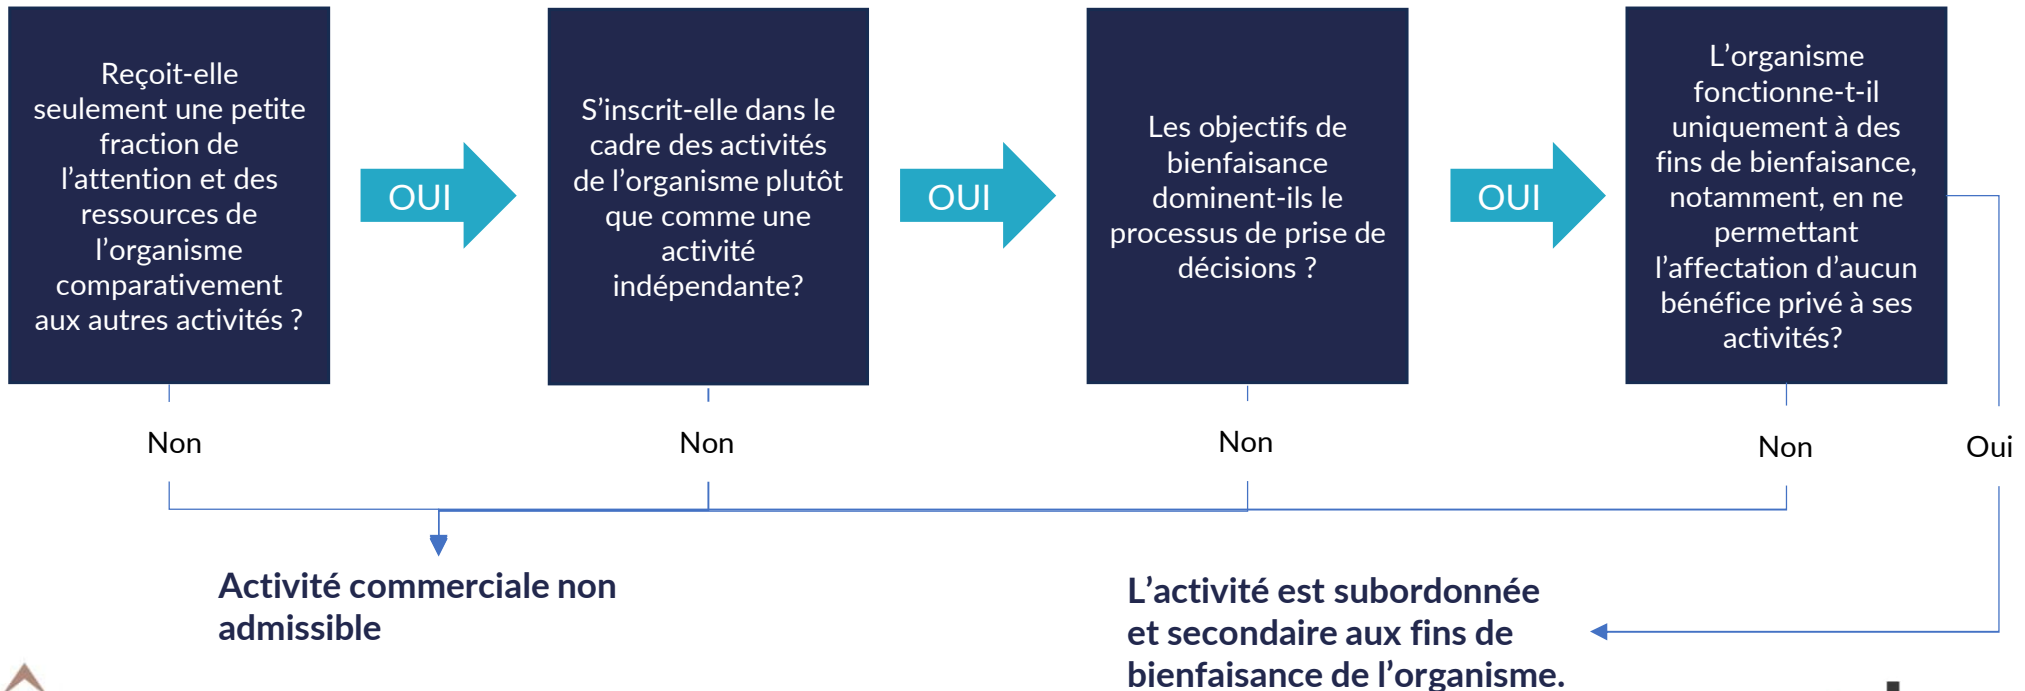 Reçoit-elle
seulement une petite
fraction de
l’attention et des
ressources de
l’organisme
comparativement
aux autres activités ?
OUI
S’inscrit-elle dans le
cadre des activités
de l’organisme plutôt
que comme une
activité
indépendante?
OUI
Les objectifs de
bienfaisance
dominent-ils le
processus de prise de
décisions ?
OUI
L’organisme
fonctionne-t-il
uniquement à des
fins de bienfaisance,
notamment, en ne
permettant
l’affectation d’aucun
bénéfice privé à ses
activités?
Non
Non
Non
Non
Oui
Activité commerciale non
admissible
L’activité est subordonnée
et secondaire aux fins de
bienfaisance de l’organisme.